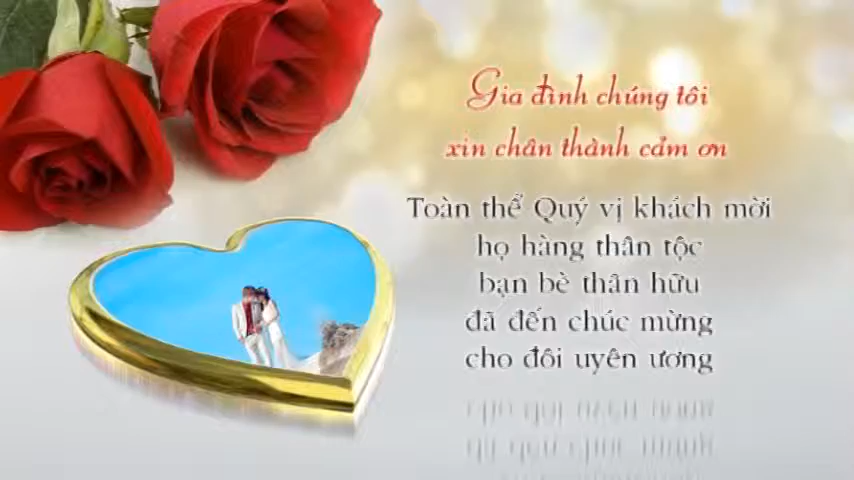 Gia đình chúng tôi
xin chân thành cảm ơn
Toàn thể Quý vị khách mời
họ hàng thân tộc
bạn bè thân hữu
đã đến chúc mừng
cho đôi uyên ương